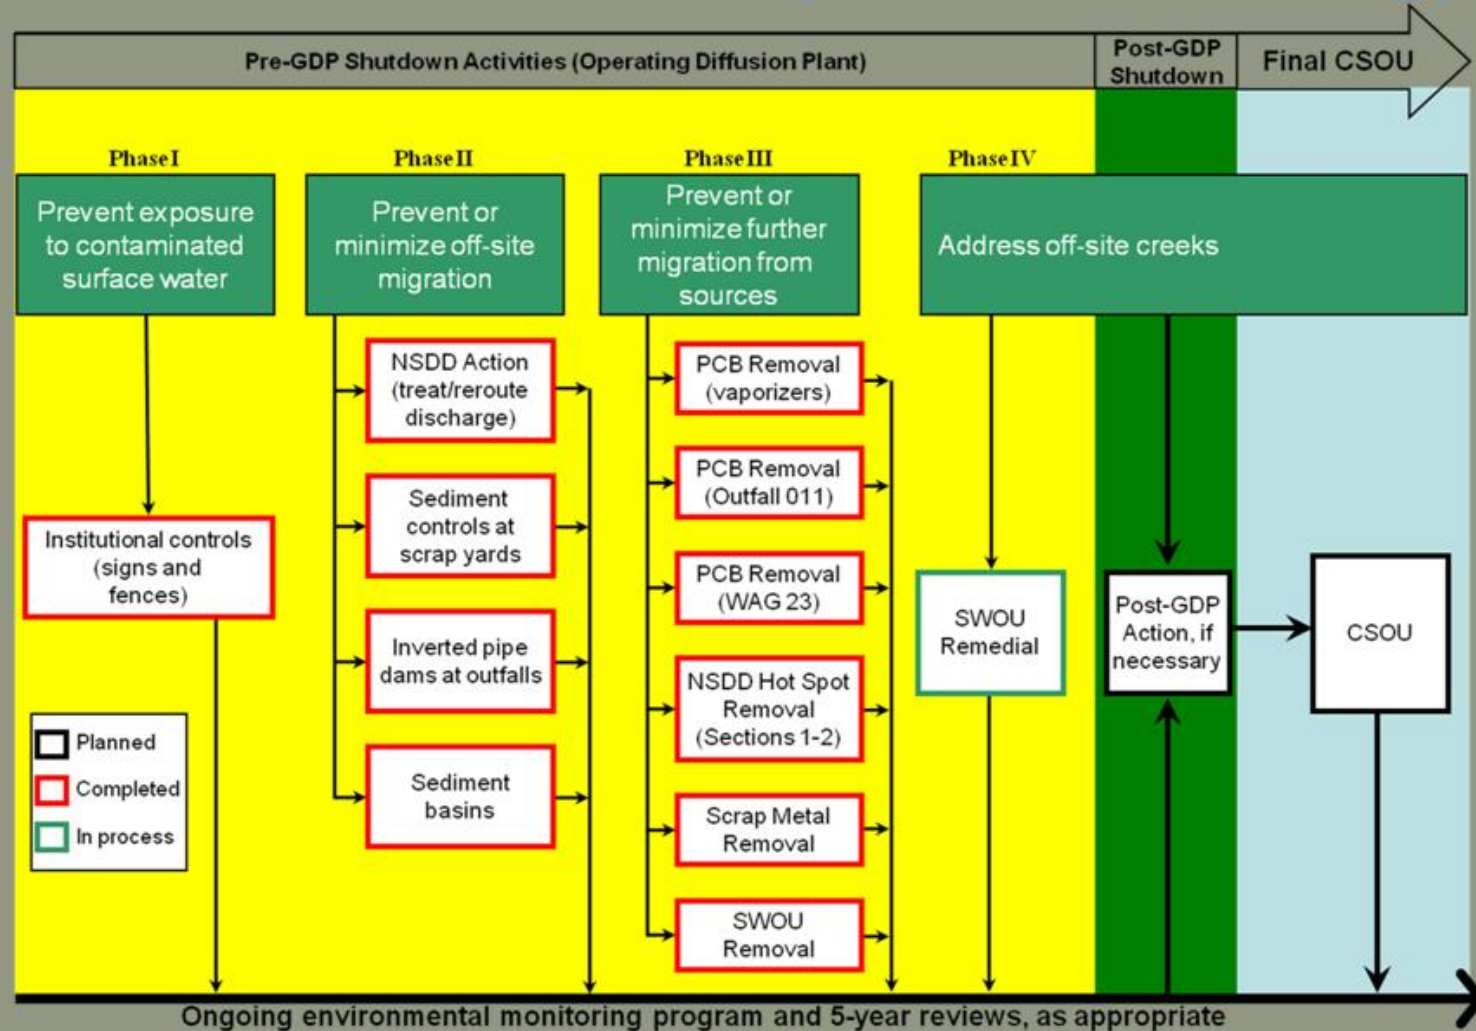 Pre-GDP Shutdown Activities (Operating Diffusion Plant)
Post-GDP
Shutdown
Final CSOU
Phase I
Phase II
Phase III
Phase IV
Prevent exposure
to contaminated
surface water
Prevent or
minimize off-site
migration
Prevent or
minimize further
migration from
sources
Address off-site creeks
Institutional controls
(signs and
fences)
NSDD Action
(treat/reroute
discharge)
Sediment
controls at
scrap yards
Inverted pipe
dams at outfalls
Sediment
basins
PCB Removal
(vaporizers)
PCB Removal
(Outfall 011)
PCB Removal
(WAG 23)
NSDD Hot Spot
Removal
(Sections 1-2)
Scrap Metal
Removal
SWOU
Removal
SWOU
Remedial
Post-GDP
Action, if
necessary
CSOU
Planned
Completed
In process
Ongoing environmental monitoring program and 5-year reviews, as appropriate